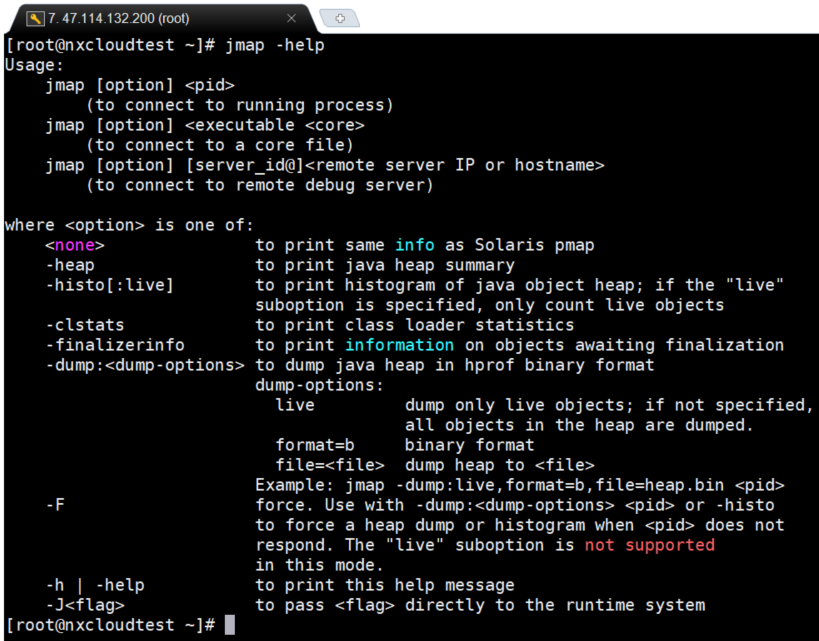 7. 47.114.132.200 (root)
[root@nxcloudtest ~]# jmap -help
Usage:
    jmap [option] <pid>
        (to connect to running process)
    jmap [option] <executable <core>
        (to connect to a core file)
    jmap [option] [server_id@]<remote server IP or hostname>
        (to connect to remote debug server)

where <option> is one of:
    <none>               to print same info as Solaris pmap
    -heap                to print java heap summary
    -histo[:live]        to print histogram of java object heap; if the "live"
                         suboption is specified, only count live objects
    -clstats             to print class loader statistics
    -finalizerinfo       to print information on objects awaiting finalization
    -dump:<dump-options> to dump java heap in hprof binary format
                         dump-options:
                           live         dump only live objects; if not specified,
                                        all objects in the heap are dumped.
                           format=b     binary format
                           file=<file>  dump heap to <file>
                         Example: jmap -dump:live,format=b,file=heap.bin <pid>
    -F                   force. Use with -dump:<dump-options> <pid> or -histo
                         to force a heap dump or histogram when <pid> does not
                         respond. The "live" suboption is not supported
                         in this mode.
    -h | -help           to print this help message
    -J<flag>             to pass <flag> directly to the runtime system
[root@nxcloudtest ~]#